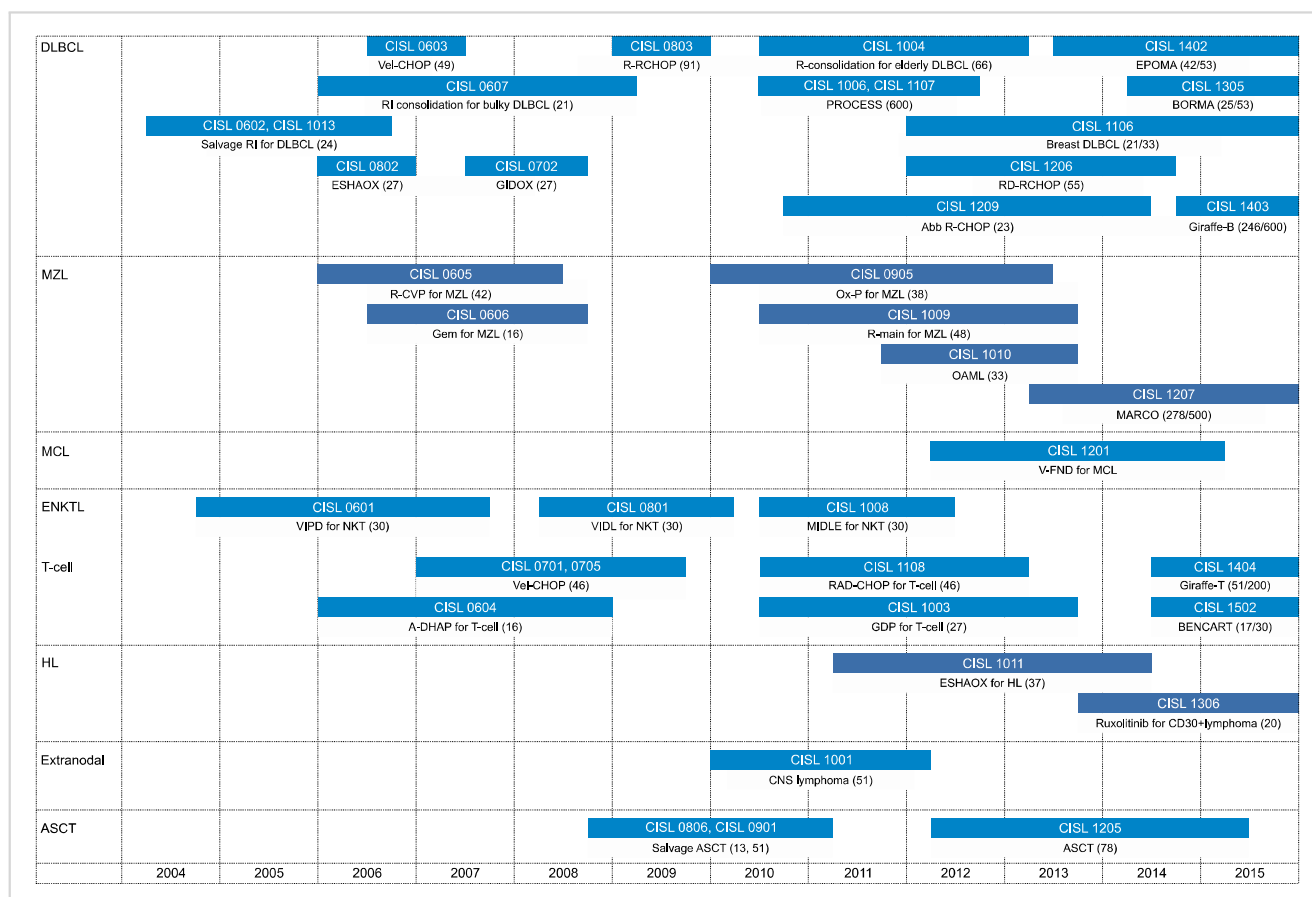 DLBCL
CISL 0603
Vel-CHOP (49)
CISL 0803
R-RCHOP (91)
CISL 1004
R-consolidation for elderly DLBCL (66)
CISL 1402
EPOMA (42/53)
CISL 0607
RI consolidation for bulky DLBCL (21)
CISL 1006, CISL 1107
PROCESS (600)
CISL 1305
BORMA (25/53)
CISL 0602, CISL 1013
Salvage RI for DLBCL (24)
CISL 1106
Breast DLBCL (21/33)
CISL 0802
ESHAOX (27)
CISL 0702
GIDOX (27)
CISL 1206
RD-RCHOP (55)
CISL 1209
Abb R-CHOP (23)
CISL 1403
Giraffe-B (246/600)
MZL
CISL 0605
R-CVP for MZL (42)
CISL 0905
Ox-P for MZL (38)
CISL 0606
Gem for MZL (16)
CISL 1009
R-main for MZL (48)
CISL 1010
OAML (33)
CISL 1207
MARCO (278/500)
MCL
CISL 1201
V-FND for MCL
ENKTL
CISL 0601
VIPD for NKT (30)
CISL 0801
VIDL for NKT (30)
CISL 1008
MIDLE for NKT (30)
T-cell
CISL 0701, 0705
Vel-CHOP (46)
CISL 1108
RAD-CHOP for T-cell (46)
CISL 1404
Giraffe-T (51/200)
CISL 0604
A-DHAP for T-cell (16)
CISL 1003
GDP for T-cell (27)
CISL 1502
BENCART (17/30)
HL
CISL 1011
ESHAOX for HL (37)
CISL 1306
Ruxolitinib for CD30+lymphoma (20)
Extranodal
CISL 1001
CNS lymphoma (51)
ASCT
CISL 0806, CISL 0901
Salvage ASCT (13, 51)
CISL 1205
ASCT (78)
2004 2005 2006 2007 2008 2009 2010 2011 2012 2013 2014 2015